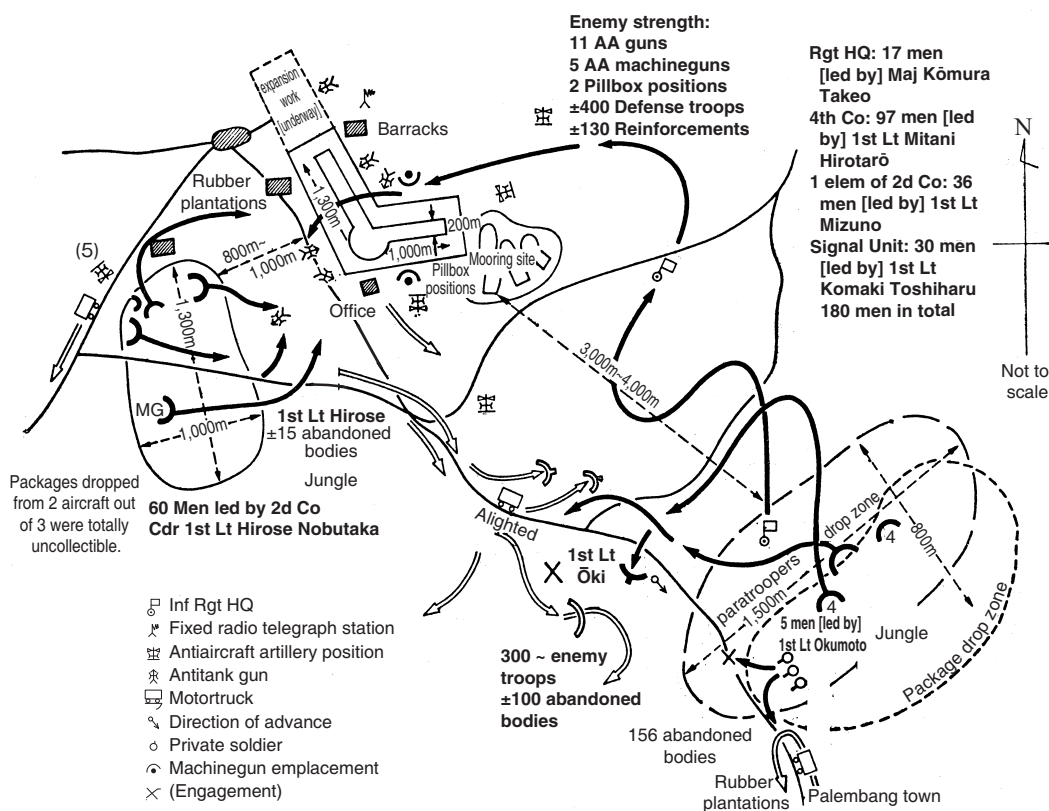 Enemy strength:
11 AA guns
5 AA machineguns
2 Pillbox positions
±400 Defense troops
±130 Reinforcements
Rgt HQ: 17 men
[led by] Maj Kōmura
Takeo
4th Co: 97 men [led
by] 1st Lt Mitani
Hirotarō
1 elem of 2d Co: 36
men [led by] 1st Lt
Mizuno
Signal Unit: 30 men
[led by] 1st Lt
Komaki Toshiharu
180 men in total
N
Not to
scale
expansion
work
[underway]
Barracks
Rubber
plantations
1,300m
200m
1,000m
800m~
1,000m
Pillbox
positions
Mooring site
Office
(5)
1,300m
MG
1,000m
1st Lt Hirose
±15 abandoned
bodies
Jungle
Packages dropped
from 2 aircraft out
of 3 were totally
uncollectible.
60 Men led by 2d Co
Cdr 1st Lt Hirose Nobutaka
3,000m~4,000m
Alighted
1st Lt
Ōki
paratroopers drop zone
1,500m
800m
4
4
5 men [led by]
1st Lt Okumoto
Jungle
Package drop zone
300 ~ enemy
troops
±100 abandoned
bodies
156 abandoned
bodies
Rubber
plantations
Palembang town
Inf Rgt HQ
Fixed radio telegraph station
Antiaircraft artillery position
Antitank gun
Motortruck
Direction of advance
Private soldier
Machinegun emplacement
(Engagement)